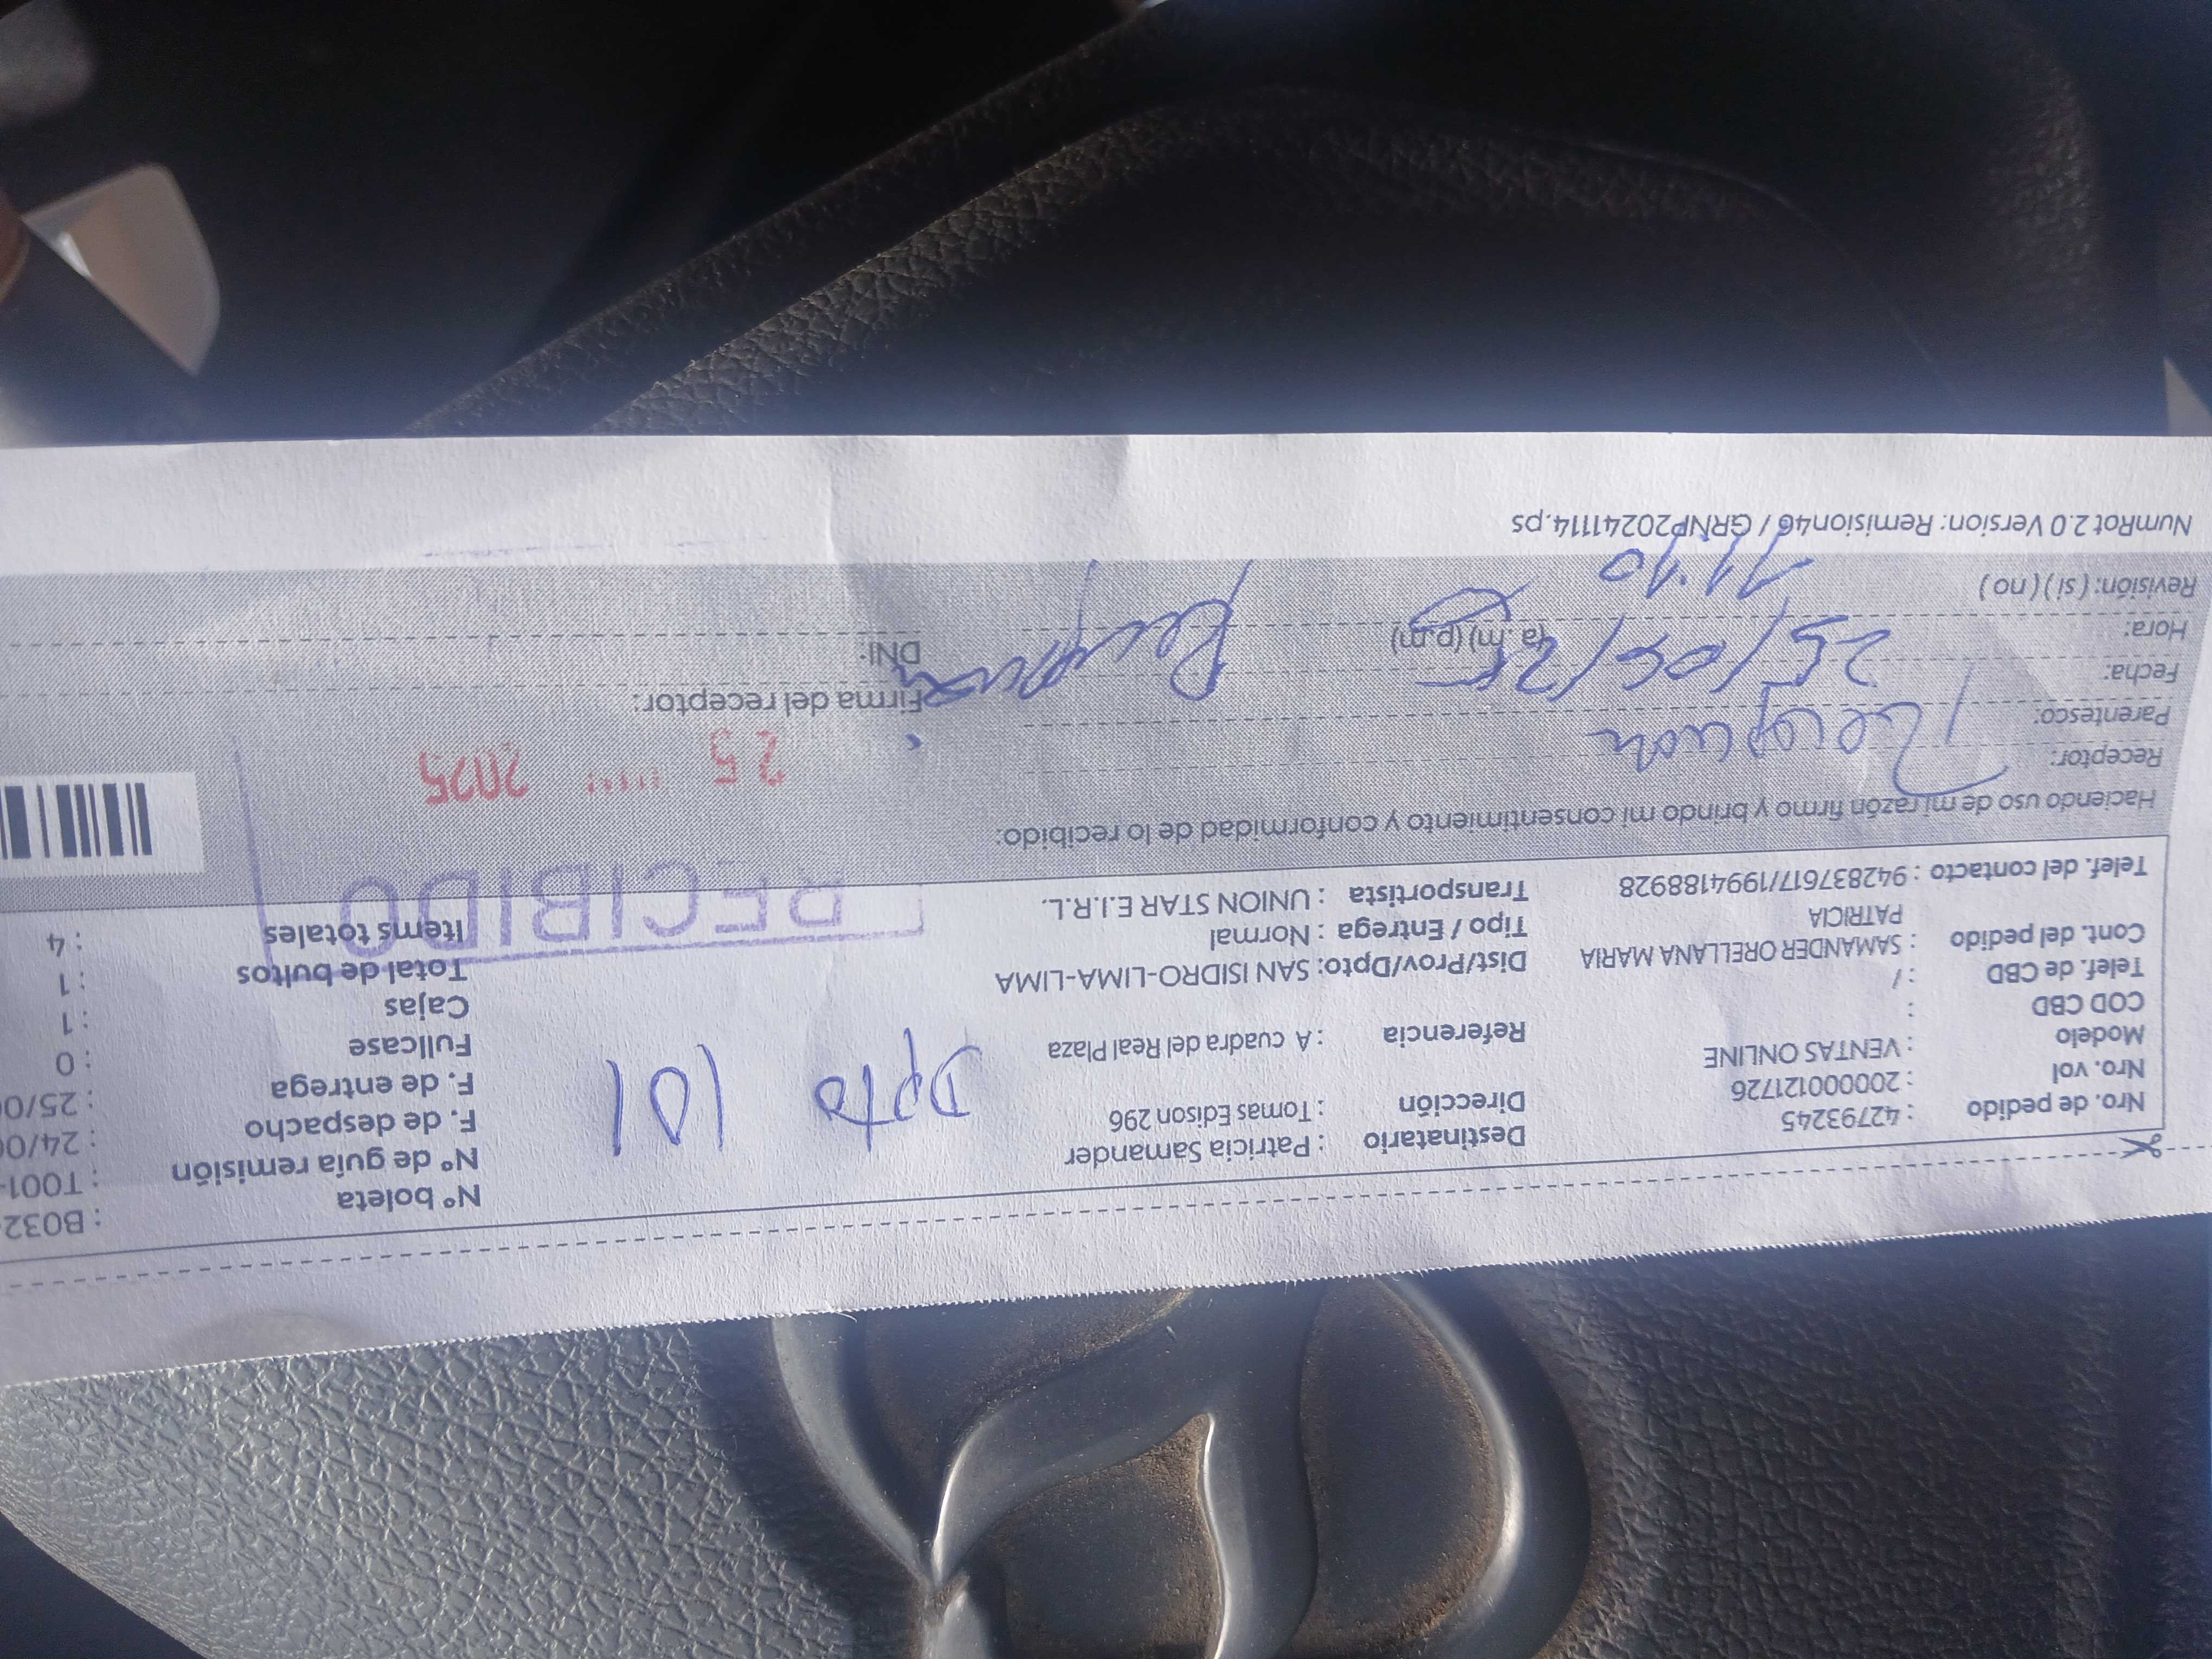 Nro. de pedido : 42793245
Nro. vol : 20000121726
Modelo : VENTAS ONLINE
COD CBD :
Telef. de CBD : /
Cont. del pedido : SAMANDER ORELLANA MARIA
PATRICIA
Telef. del contacto : 942837617/1994188928
Destinatario : Patricia Samander
Dirección : Tomas Edison 296
Dpto 101
Referencia : A cuadra del Real Plaza
Dist/Prov/Dpto: SAN ISIDRO-LIMA-LIMA
Tipo / Entrega : Normal
Transportista : UNION STAR E.I.R.L.
N° boleta : B032
N° de guía remisión : T001-
F. de despacho : 24/0
F. de entrega : 25/0
Fullcase : 0
Cajas : 1
Total de bultos : 1
Items totales : 4
RECIBIDO
25 2025
Haciendo uso de mi razón firmo y brindo mi consentimiento y conformidad de lo recibido:
Receptor: Recepción
Parentesco:
Fecha: 25/06/25
Hora: 11:10 (a.m) (p.m)
Revisión: ( si ) ( no )
Firma del receptor:
DNI:
NumRot 2.0 Version: Remision46 / GRNP20241114.ps